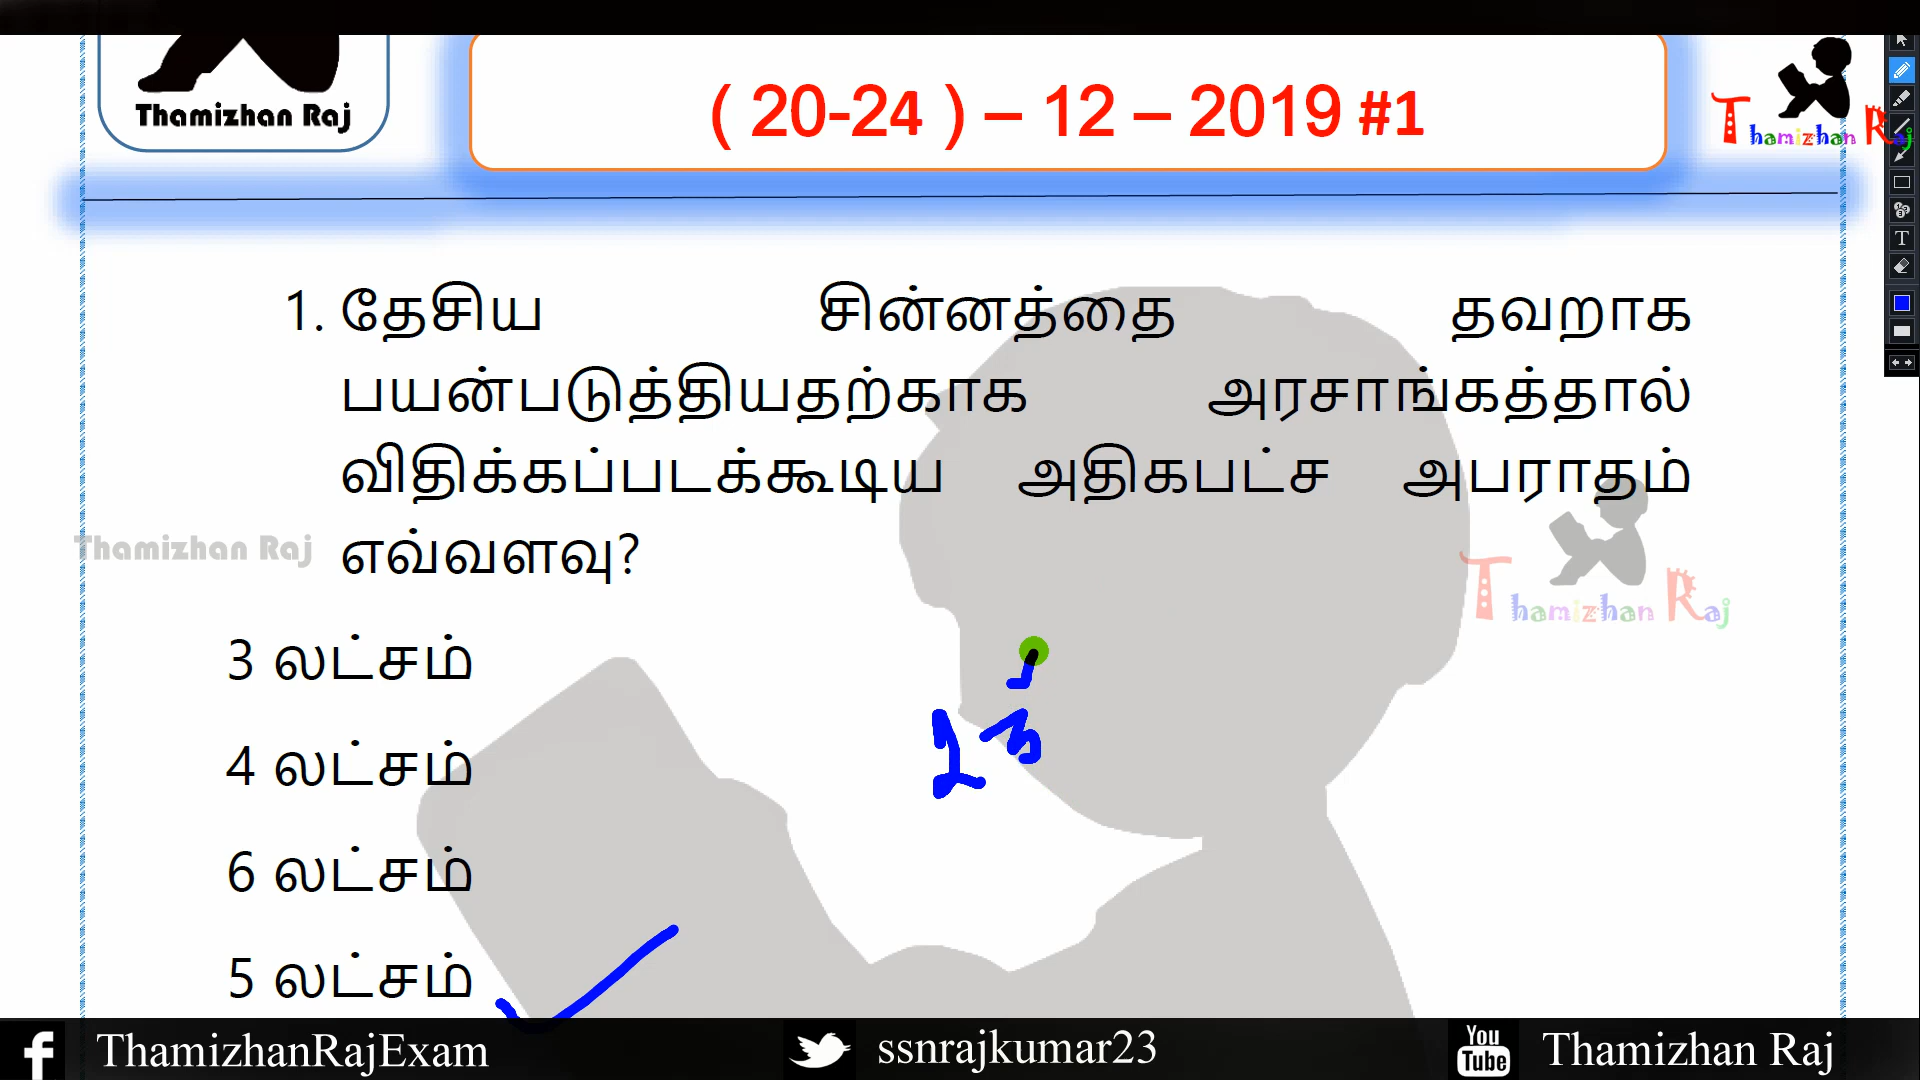 Thamizhan Raj
( 20-24 ) – 12 – 2019 #1
Thamizhan Raj
1. தேசிய சின்னத்தை தவறாக
பயன்படுத்தியதற்காக அரசாங்கத்தால்
விதிக்கப்படக்கூடிய அதிகபட்ச அபராதம்
எவ்வளவு?
Thamizhan Raj
Thamizhan Raj
3 லட்சம்
4 லட்சம்
6 லட்சம்
5 லட்சம்
ThamizhanRajExam
ssnrajkumar23
You
Tube
Thamizhan Raj